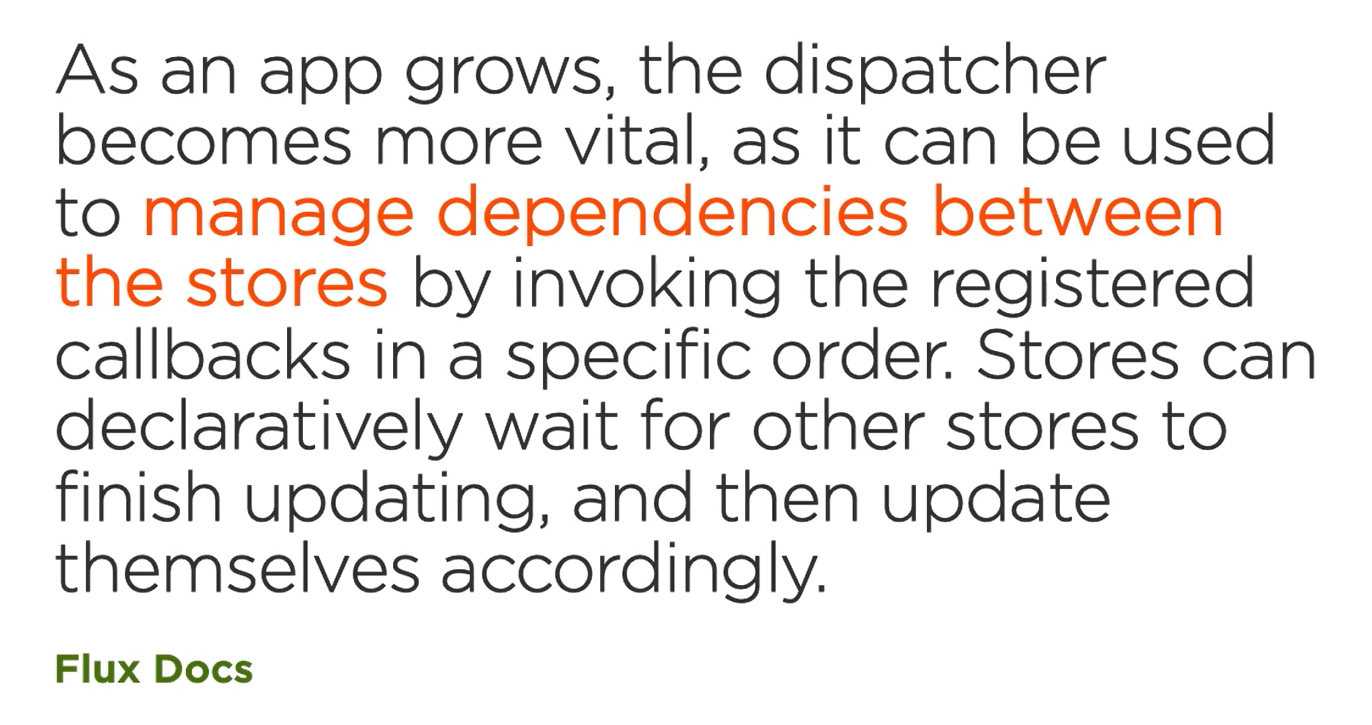 As an app grows, the dispatcher
becomes more vital, as it can be used
to manage dependencies between
the stores by invoking the registered
callbacks in a specific order. Stores can
declaratively wait for other stores to
finish updating, and then update
themselves accordingly.
Flux Docs